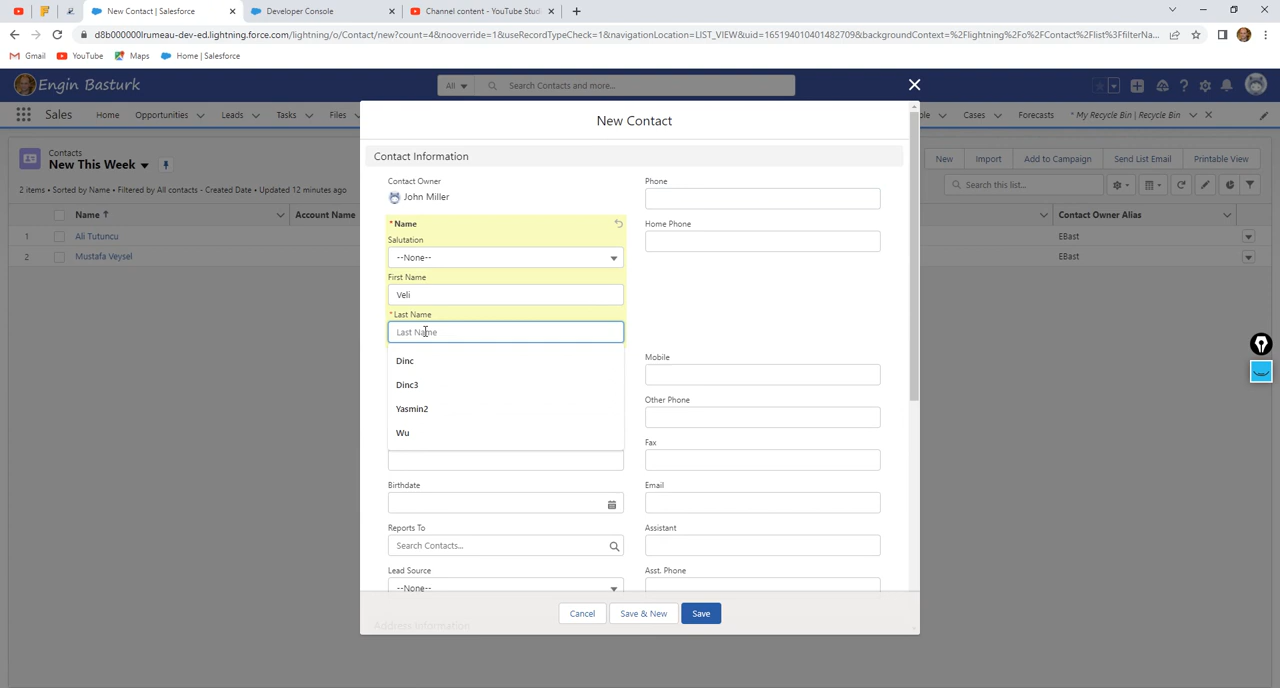 New Contact | Salesforce
Developer Console
Channel content - YouTube Stud
d8b000000lrumeau-dev-ed.lightning.force.com/lightning/o/Contact/new?count=4&nooverride=1&useRecordTypeCheck=1&navigationLocation=LIST_VIEW&uid=165194010401482709&backgroundContext=%2Flightning%2Fo%2FContact%2Flist%3FfilterNa...
Gmail
YouTube
Maps
Home | Salesforce
Engin Basturk
All
Search Contacts and more...
Sales
Home
Opportunities
Leads
Tasks
Files
Cases
Forecasts
* My Recycle Bin | Recycle Bin
Contacts
New This Week
New
Import
Add to Campaign
Send List Email
Printable View
2 items • Sorted by Name • Filtered by All contacts - Created Date • Updated 12 minutes ago
Search this list...
Name
Account Name
Contact Owner Alias
1
Ali Tutuncu
EBast
2
Mustafa Veysel
EBast
New Contact
Contact Information
Contact Owner
John Miller
Phone
* Name
Home Phone
Salutation
--None--
First Name
Veli
* Last Name
Last Name
Dinc
Dinc3
Yasmin2
Wu
Mobile
Other Phone
Fax
Birthdate
Email
Reports To
Search Contacts...
Assistant
Lead Source
--None--
Asst. Phone
Cancel
Save & New
Save
Address Information